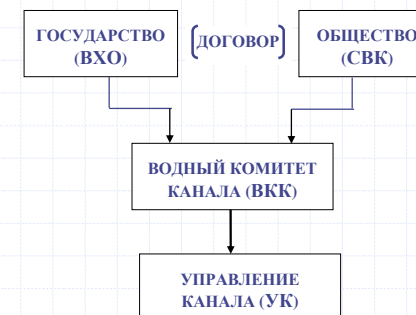 ГОСУДАРСТВО
(ВХО)
ДОГОВОР
ОБЩЕСТВО
(СВК)
ВОДНЫЙ КОМИТЕТ
КАНАЛА (ВКК)
УПРАВЛЕНИЕ
КАНАЛА (УК)